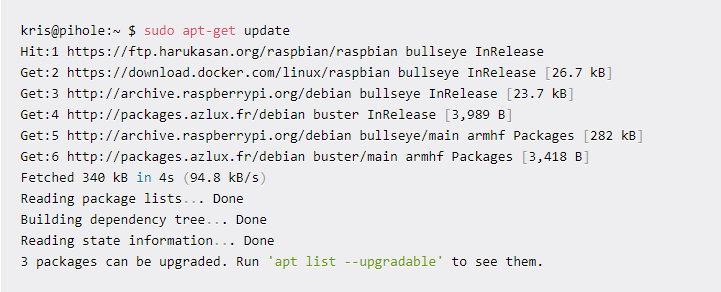 kris@pihole:~ $ sudo apt-get update
Hit:1 https://ftp.harukasan.org/raspbian/raspbian bullseye InRelease
Get:2 https://download.docker.com/linux/raspbian bullseye InRelease [26.7 kB]
Get:3 http://archive.raspberrypi.org/debian bullseye InRelease [23.7 kB]
Get:4 http://packages.azlux.fr/debian buster InRelease [3,989 B]
Get:5 http://archive.raspberrypi.org/debian bullseye/main armhf Packages [282 kB]
Get:6 http://packages.azlux.fr/debian buster/main armhf Packages [3,418 B]
Fetched 340 kB in 4s (94.8 kB/s)
Reading package lists... Done
Building dependency tree... Done
Reading state information... Done
3 packages can be upgraded. Run 'apt list --upgradable' to see them.